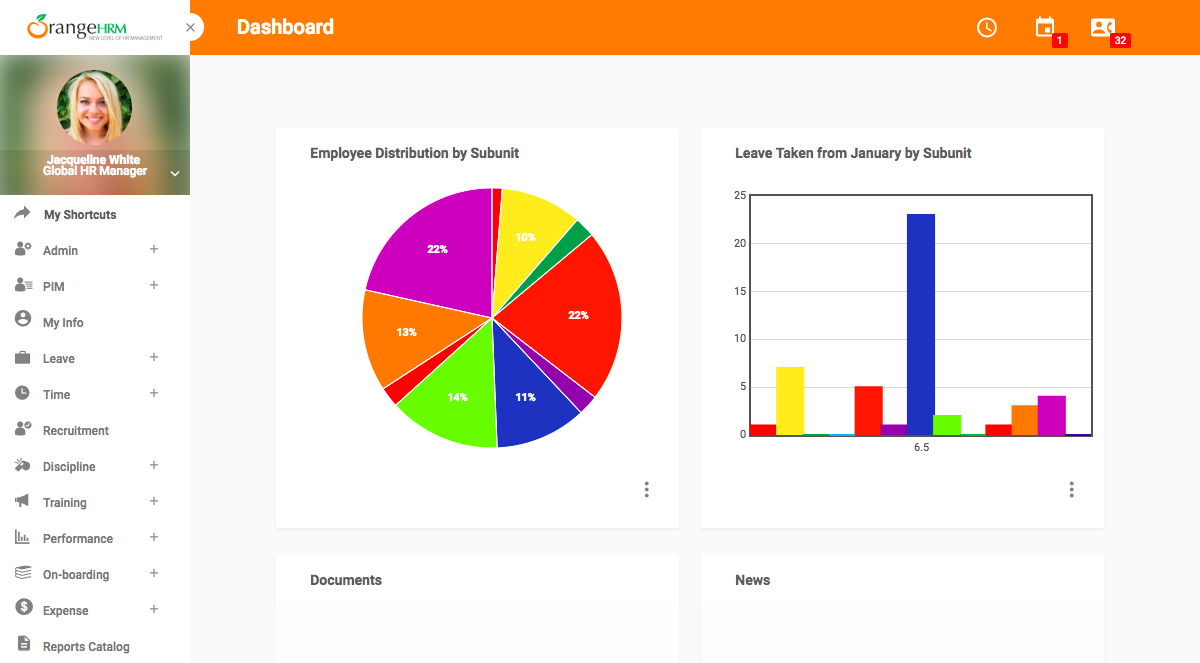 OrangeHRM
NEW LEVEL OF HR MANAGEMENT
Dashboard
1
32
Jacqueline White
Global HR Manager
My Shortcuts
Admin
PIM
My Info
Leave
Time
Recruitment
Discipline
Training
Performance
On-boarding
Expense
Reports Catalog
Employee Distribution by Subunit
10%
22%
22%
13%
14%
11%
Leave Taken from January by Subunit
25
20
15
10
5
0
6.5
Documents
News